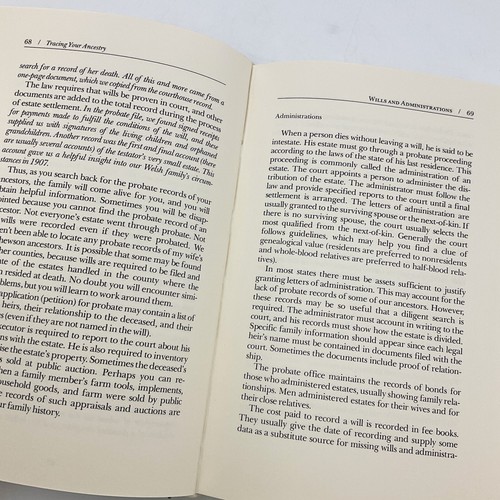 68 / Tracing Your Ancestry
search for a record of her death. All of this and more came from a
one-page document, which we copied from the courthouse record.
The law requires that wills be proven in court, and other
documents are added to the total record during the process
of estate settlement. In the probate file, we found signed receipts
for payments made to fulfill the conditions of the will, and these
supplied us with signatures of the living children and orphaned
grandchildren. Another record was the first and final account (there
are usually several accounts) of the testator's very small estate. This
account gave us a helpful insight into our Welsh family's circum-
stances in 1907.
Thus, as you search back for the probate records of your
ancestors, the family will come alive for you, and you will
obtain helpful information. Sometimes you will be disap-
pointed because you cannot find the probate record of an
ancestor. Not everyone's estate went through probate. Not
wills were recorded even if they were probated. We
en't been able to locate any probate records of my wife's
hewson ancestors. It is possible that some may be found
her counties, because wills are required to be filed and
ate of the estates handled in the county where the
n resided at death. No doubt you will encounter simi-
oblems, but you will learn to work around them.
application (petition) for probate may contain a list of
heirs, their relationship to the deceased, and their
s (even if they are not named in the will).
xecutor is required to report to the court about his
ns with the estate. He is also required to inventory
ise the estate's property. Sometimes the deceased's
s sold at public auction. Perhaps you can re-
hen a family member's farm tools, implements,
usehold goods, and farm were sold by public
e records of such appraisals and auctions are
ur family history.
WILLS AND ADMINISTRATIONS / 69
Administrations
When a person dies without leaving a will, he is said to be
intestate. His estate must go through a probate proceeding
according to the laws of the state of his last residence. This
proceeding is commonly called the administration of an
estate. The court appoints a person to administer the dis-
tribution of the estate. The administrator must follow the
law and provide specified reports to the court until a final
settlement is arranged. The letters of administration are
usually granted to the surviving spouse or the next-of-kin. If
there is no surviving spouse, the court usually selects the
most qualified from the next-of-kin. Generally the court
follows guidelines, which may help you find a clue of
genealogical value (residents are preferred to nonresidents
and whole-blood relatives are preferred to half-blood rela-
tives).
In most states there must be assets sufficient to justify
granting letters of administration. This may account for the
lack of probate records of some of our ancestors. However,
these records may be so useful that a diligent search is
required. The administrator must account in writing to the
court, and his records must show how the estate is divided.
Specific family information should appear since each legal
heir's name must be contained in documents filed with the
court. Sometimes the documents include proof of relation-
ship.
The probate office maintains the records of bonds for
those who administered estates, usually showing family rela-
tionships. Men administered estates for their wives and for
their close relatives.
The cost paid to record a will is recorded in fee books.
They usually give the date of recording and supply some
data as a substitute source for missing wills and administra-